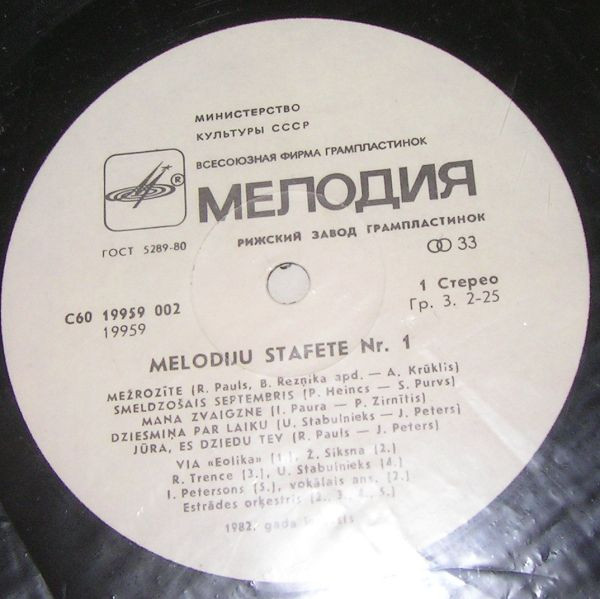 МИНИСТЕРСТВО
КУЛЬТУРЫ СССР
ВСЕСОЮЗНАЯ ФИРМА ГРАМПЛАСТИНОК
®
МЕЛОДИЯ
ГОСТ 5289-80
РИЖСКИЙ ЗАВОД ГРАМПЛАСТИНОК
33
С60 19959 002
19959
1 Стерео
Гр. 3. 2-25
MELODIJU STAFETE Nr. 1
MEŽROZĪTE (R. Pauls, B. Rezņika apd. — A. Krūklis)
SMELDZOŠAIS SEPTEMBRIS (P. Heincs — S. Purvs)
MANA ZVAIGZNE (I. Paura — P. Zirnītis)
DZIESMIŅA PAR LAIKU (U. Stabulnieks — J. Peters)
JŪRA, ES DZIEDU TEV (R. Pauls — J. Peters)
VIA «Eolika» [1.], Ž. Siksna [2.]
R. Trence [3.], U. Stabulnieks [4.]
I. Petersons [5.], vokālais ans. [2.]
Estrādes orķestris [2., 3., 4., 5.]
1982. gada